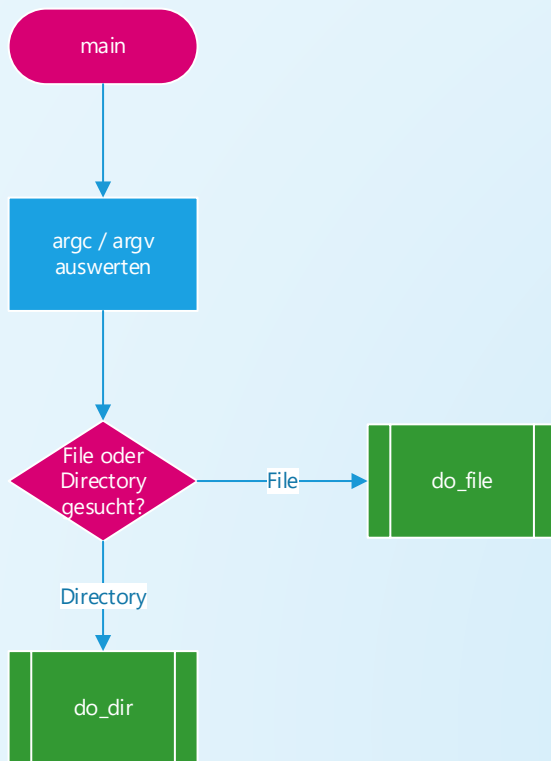 main
argc / argv
auswerten
File oder
Directory
gesucht?
File
do_file
Directory
do_dir